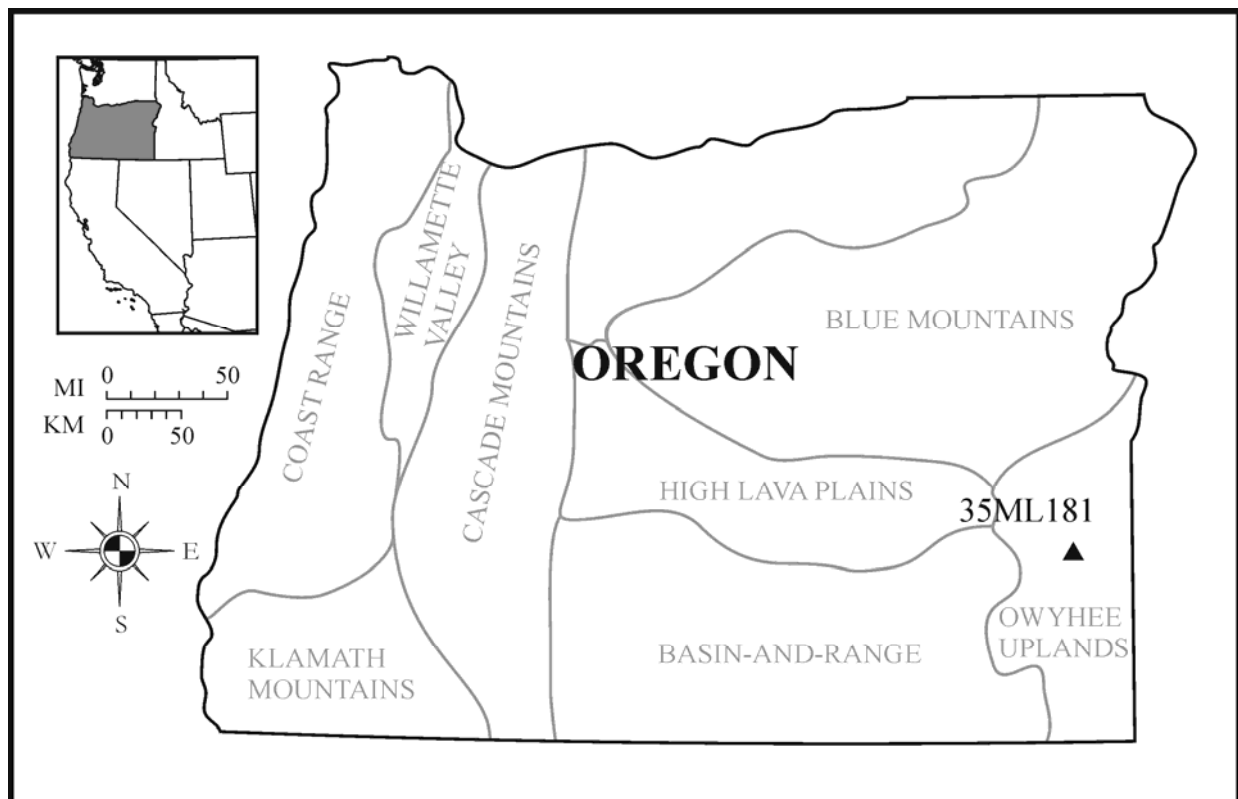 OREGON
WILLAMETTE
VALLEY
COAST RANGE
CASCADE MOUNTAINS
BLUE MOUNTAINS
HIGH LAVA PLAINS
35ML181
OWYHEE
UPLANDS
BASIN-AND-RANGE
KLAMATH
MOUNTAINS
MI 0 50
KM 0 50
N
W E
S